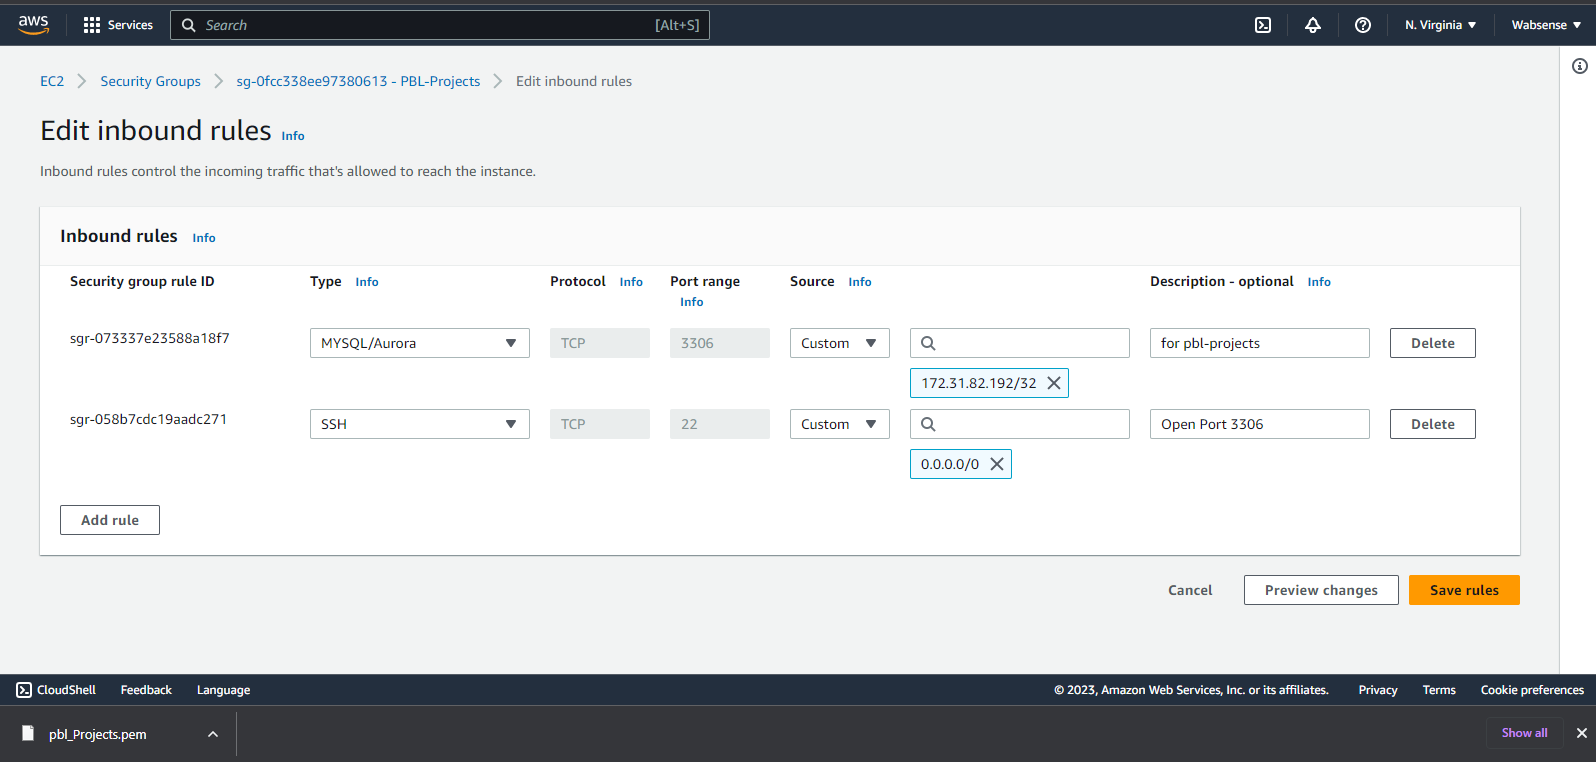 aws Services Search [Alt+S] N. Virginia Wabsense
EC2 Security Groups sg-0fcc338ee97380613 - PBL-Projects Edit inbound rules
Edit inbound rules Info
Inbound rules control the incoming traffic that's allowed to reach the instance.
Inbound rules Info
Security group rule ID Type Info Protocol Info Port range Source Info Description - optional Info
Info
sgr-073337e23588a18f7 MYSQL/Aurora TCP 3306 Custom for pbl-projects Delete
172.31.82.192/32
sgr-058b7cdc19aadc271 SSH TCP 22 Custom Open Port 3306 Delete
0.0.0.0/0
Add rule
Cancel Preview changes Save rules
CloudShell Feedback Language © 2023, Amazon Web Services, Inc. or its affiliates. Privacy Terms Cookie preferences
pbl_Projects.pem Show all